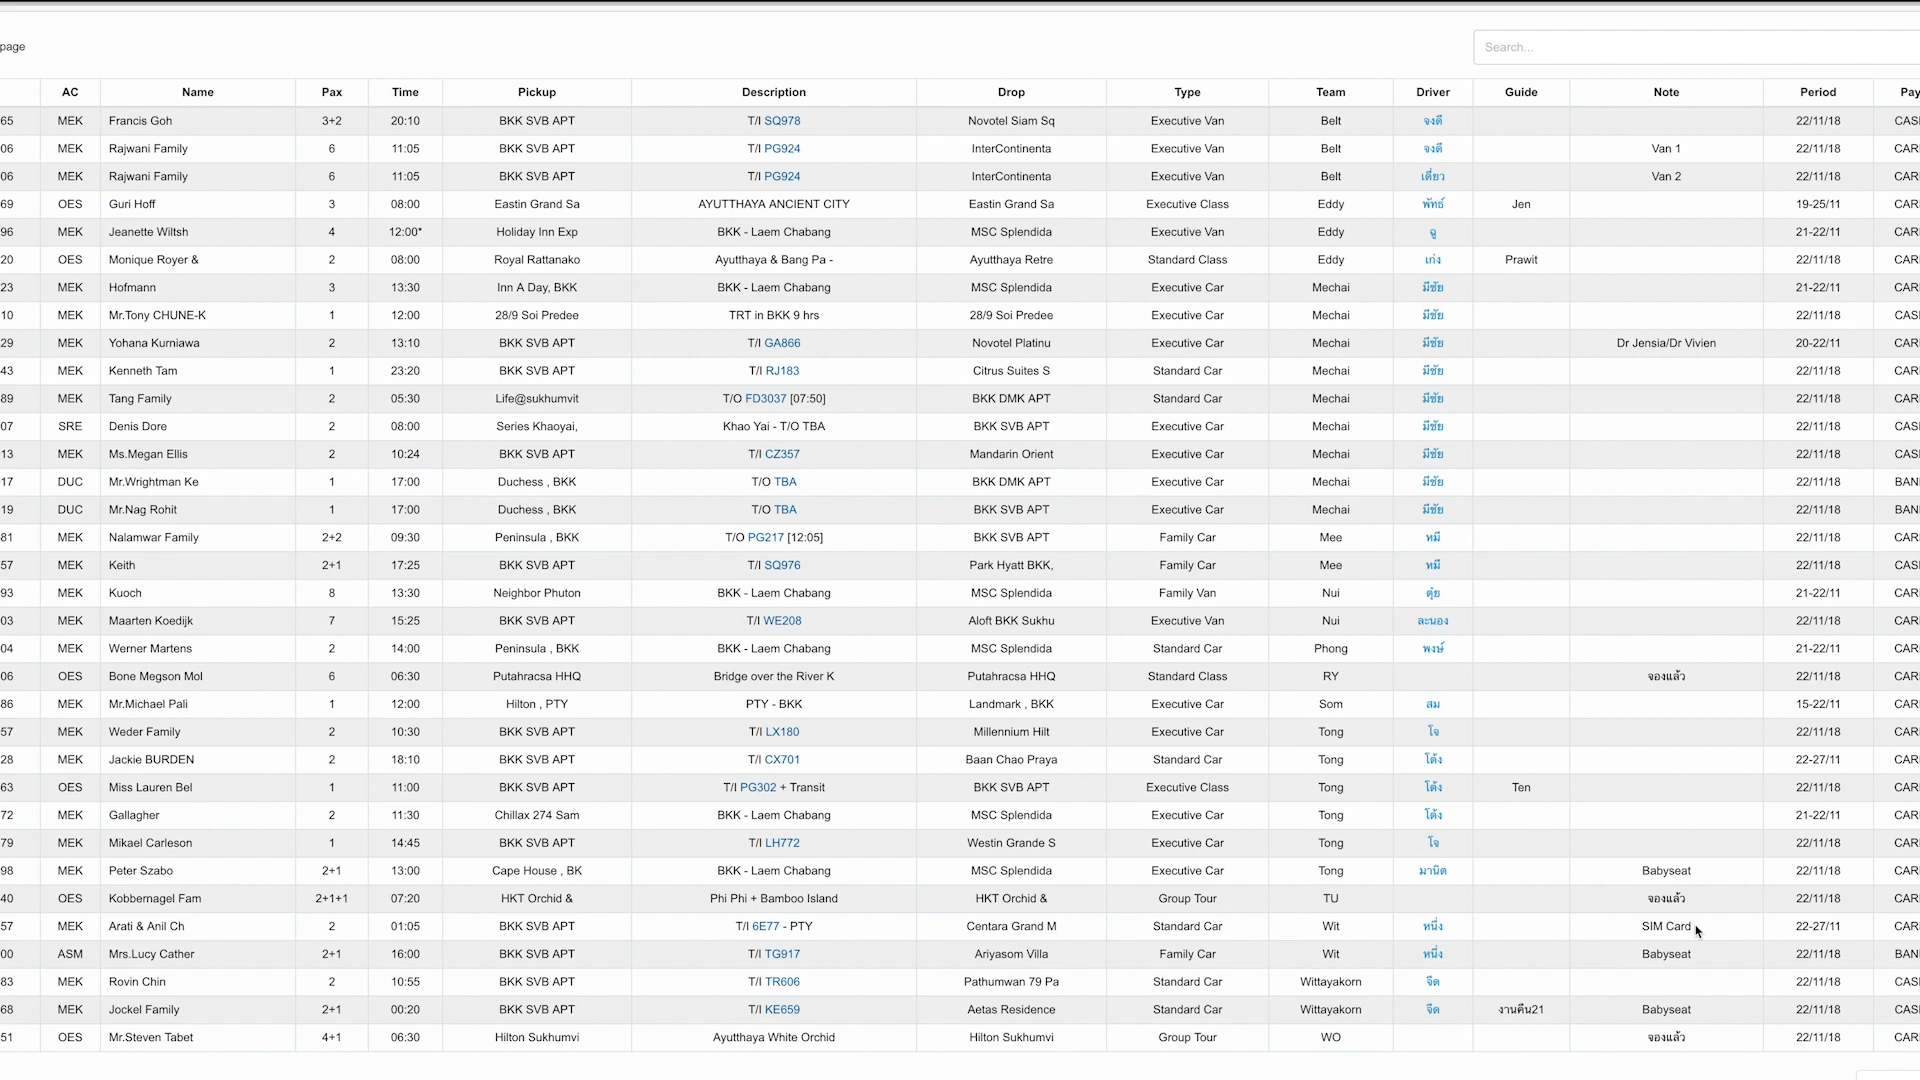 page
Search...
AC Name Pax Time Pickup Description Drop Type Team Driver Guide Note Period Pay
65 MEK Francis Goh 3+2 20:10 BKK SVB APT T/I SQ978 Novotel Siam Sq Executive Van Belt จงดี 22/11/18 CAS
06 MEK Rajwani Family 6 11:05 BKK SVB APT T/I PG924 InterContinenta Executive Van Belt จงดี Van 1 22/11/18 CAR
06 MEK Rajwani Family 6 11:05 BKK SVB APT T/I PG924 InterContinenta Executive Van Belt เดี่ยว Van 2 22/11/18 CAR
69 OES Guri Hoff 3 08:00 Eastin Grand Sa AYUTTHAYA ANCIENT CITY Eastin Grand Sa Executive Class Eddy พัทธ์ Jen 19-25/11 CAR
96 MEK Jeanette Wiltsh 4 12:00* Holiday Inn Exp BKK - Laem Chabang MSC Splendida Executive Van Eddy 21-22/11 CAR
20 OES Monique Royer & 2 08:00 Royal Rattanako Ayutthaya & Bang Pa - Ayutthaya Retre Standard Class Eddy เก่ง Prawit 22/11/18 CAR
23 MEK Hofmann 3 13:30 Inn A Day, BKK BKK - Laem Chabang MSC Splendida Executive Car Mechai มีชัย 21-22/11 CAR
10 MEK Mr.Tony CHUNE-K 1 12:00 28/9 Soi Predee TRT in BKK 9 hrs 28/9 Soi Predee Executive Car Mechai มีชัย 22/11/18 CAS
29 MEK Yohana Kurniawa 2 13:10 BKK SVB APT T/I GA866 Novotel Platinu Executive Car Mechai มีชัย Dr Jensia/Dr Vivien 20-22/11 CAR
43 MEK Kenneth Tam 1 23:20 BKK SVB APT T/I RJ183 Citrus Suites S Standard Car Mechai มีชัย 22/11/18 CAR
89 MEK Tang Family 2 05:30 Life@sukhumvit T/O FD3037 [07:50] BKK DMK APT Standard Car Mechai มีชัย 22/11/18 CAR
07 SRE Denis Dore 2 08:00 Series Khaoyai, Khao Yai - T/O TBA BKK SVB APT Executive Car Mechai มีชัย 22/11/18 CAS
13 MEK Ms.Megan Ellis 2 10:24 BKK SVB APT T/I CZ357 Mandarin Orient Executive Car Mechai มีชัย 22/11/18 CAS
17 DUC Mr.Wrightman Ke 1 17:00 Duchess , BKK T/O TBA BKK DMK APT Executive Car Mechai มีชัย 22/11/18 BAN
19 DUC Mr.Nag Rohit 1 17:00 Duchess , BKK T/O TBA BKK SVB APT Executive Car Mechai มีชัย 22/11/18 BAN
81 MEK Nalamwar Family 2+2 09:30 Peninsula , BKK T/O PG217 [12:05] BKK SVB APT Family Car Mee หมี 22/11/18 CAR
57 MEK Keith 2+1 17:25 BKK SVB APT T/I SQ976 Park Hyatt BKK, Family Car Mee หมี 22/11/18 CAS
93 MEK Kuoch 8 13:30 Neighbor Phuton BKK - Laem Chabang MSC Splendida Family Van Nui ตุ๋ย 21-22/11 CAR
03 MEK Maarten Koedijk 7 15:25 BKK SVB APT T/I WE208 Aloft BKK Sukhu Executive Van Nui ละนอง 22/11/18 CAR
04 MEK Werner Martens 2 14:00 Peninsula , BKK BKK - Laem Chabang MSC Splendida Standard Car Phong พงษ์ 21-22/11 CAR
06 OES Bone Megson Mol 6 06:30 Putahracsa HHQ Bridge over the River K Putahracsa HHQ Standard Class RY จองแล้ว 22/11/18 CAR
86 MEK Mr.Michael Pali 1 12:00 Hilton , PTY PTY - BKK Landmark , BKK Executive Car Som สม 15-22/11 CAR
57 MEK Weder Family 2 10:30 BKK SVB APT T/I LX180 Millennium Hilt Executive Car Tong โจ 22/11/18 CAR
28 MEK Jackie BURDEN 2 18:10 BKK SVB APT T/I CX701 Baan Chao Praya Standard Car Tong โต้ง 22-27/11 CAR
63 OES Miss Lauren Bel 1 11:00 BKK SVB APT T/I PG302 + Transit BKK SVB APT Executive Class Tong โต้ง Ten 22/11/18 CAR
72 MEK Gallagher 2 11:30 Chillax 274 Sam BKK - Laem Chabang MSC Splendida Executive Car Tong โต้ง 21-22/11 CAR
79 MEK Mikael Carleson 1 14:45 BKK SVB APT T/I LH772 Westin Grande S Executive Car Tong โจ 22/11/18 CAR
98 MEK Peter Szabo 2+1 13:00 Cape House , BK BKK - Laem Chabang MSC Splendida Executive Car Tong มานิต Babyseat 22/11/18 CAR
40 OES Kobbernagel Fam 2+1+1 07:20 HKT Orchid & Phi Phi + Bamboo Island HKT Orchid & Group Tour TU จองแล้ว 22/11/18 CAR
57 MEK Arati & Anil Ch 2 01:05 BKK SVB APT T/I 6E77 - PTY Centara Grand M Standard Car Wit หนึ่ง SIM Card 22-27/11 CAR
00 ASM Mrs.Lucy Cather 2+1 16:00 BKK SVB APT T/I TG917 Ariyasom Villa Family Car Wit หนึ่ง Babyseat 22/11/18 BAN
83 MEK Rovin Chin 2 10:55 BKK SVB APT T/I TR606 Pathumwan 79 Pa Standard Car Wittayakorn จี๊ด 22/11/18 CAS
68 MEK Jockel Family 2+1 00:20 BKK SVB APT T/I KE659 Aetas Residence Standard Car Wittayakorn จี๊ด งานคืน21 Babyseat 22/11/18 CAS
51 OES Mr.Steven Tabet 4+1 06:30 Hilton Sukhumvi Ayutthaya White Orchid Hilton Sukhumvi Group Tour WO จองแล้ว 22/11/18 CAR